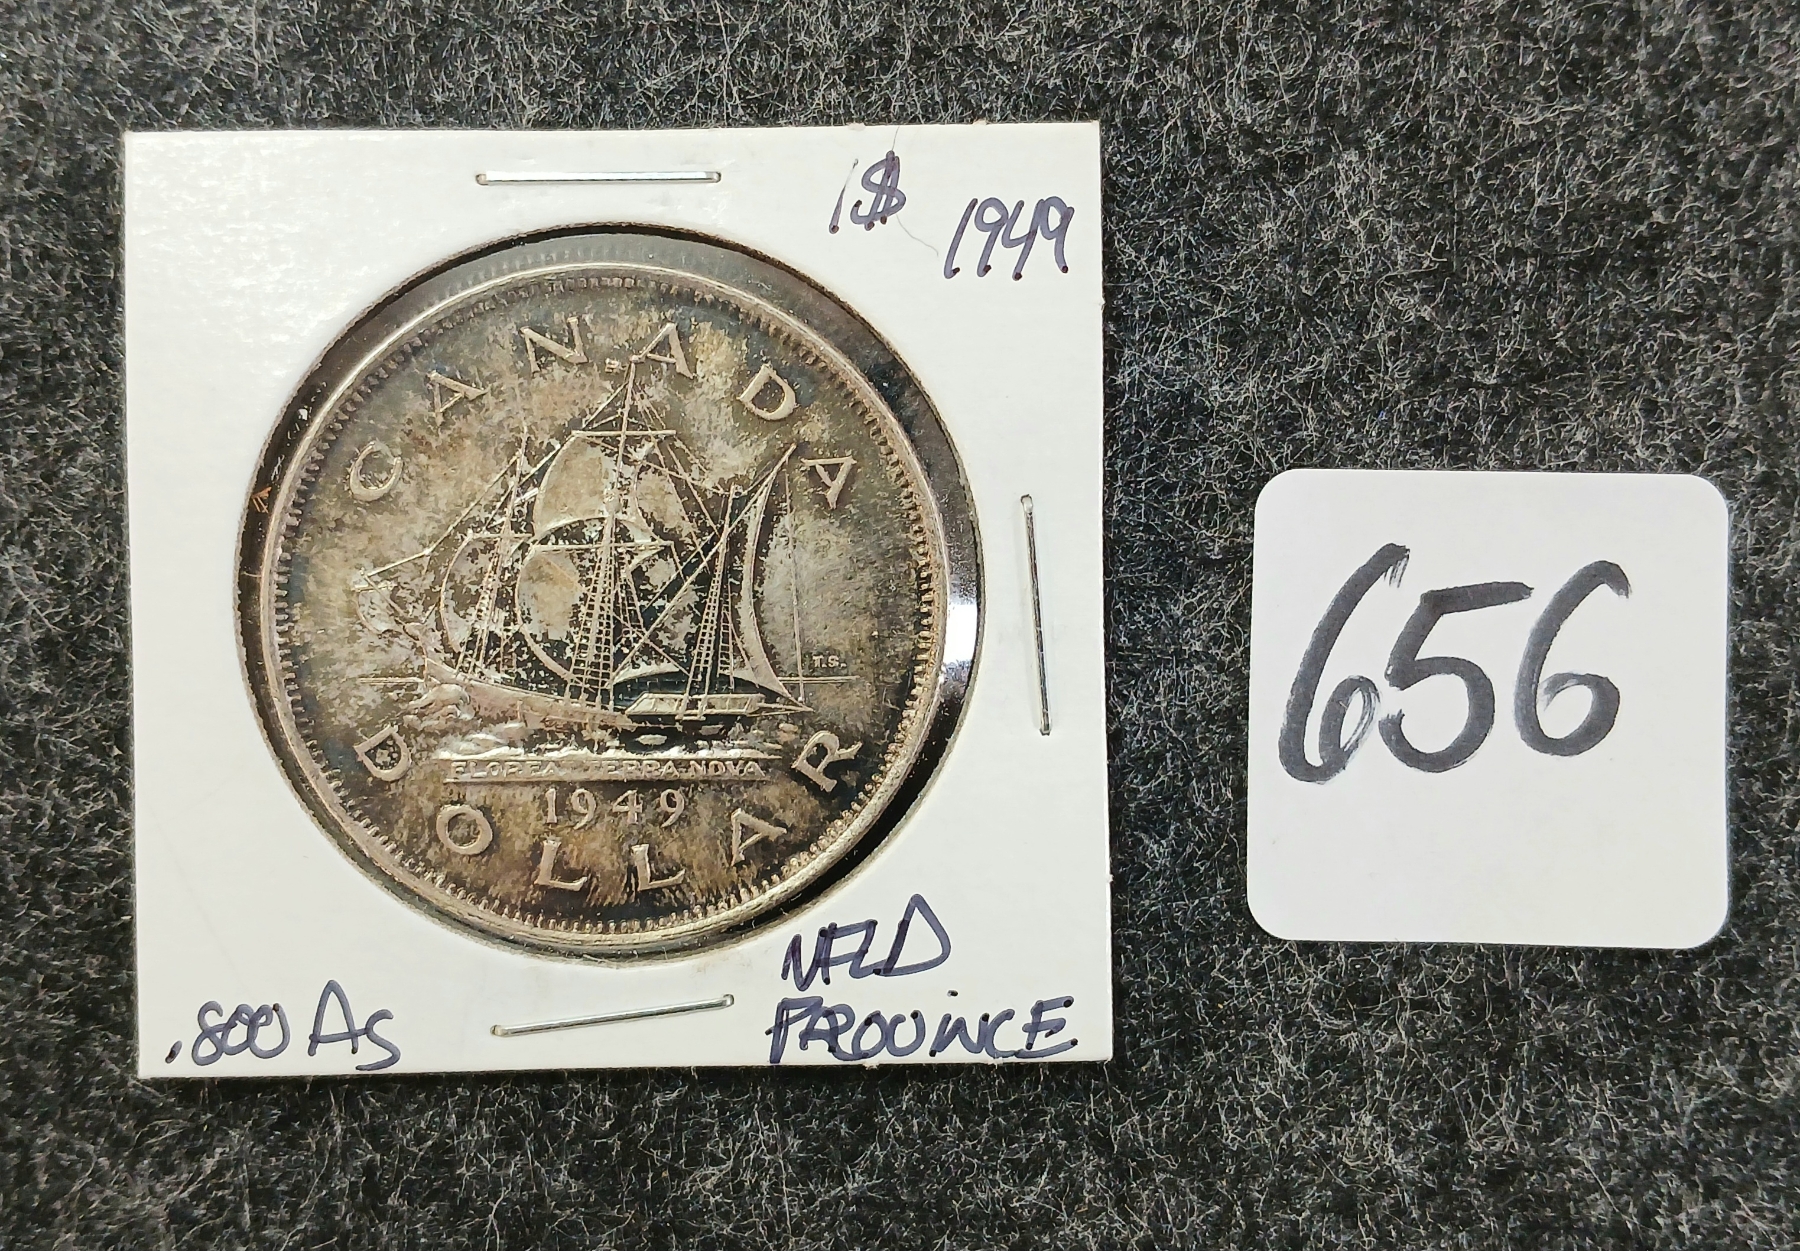 1$ 1949
CANADA
T.S.
FLOREAT TERRA NOVA
1949
DOLLAR
.800 Ag
NFLD
PROVINCE
656